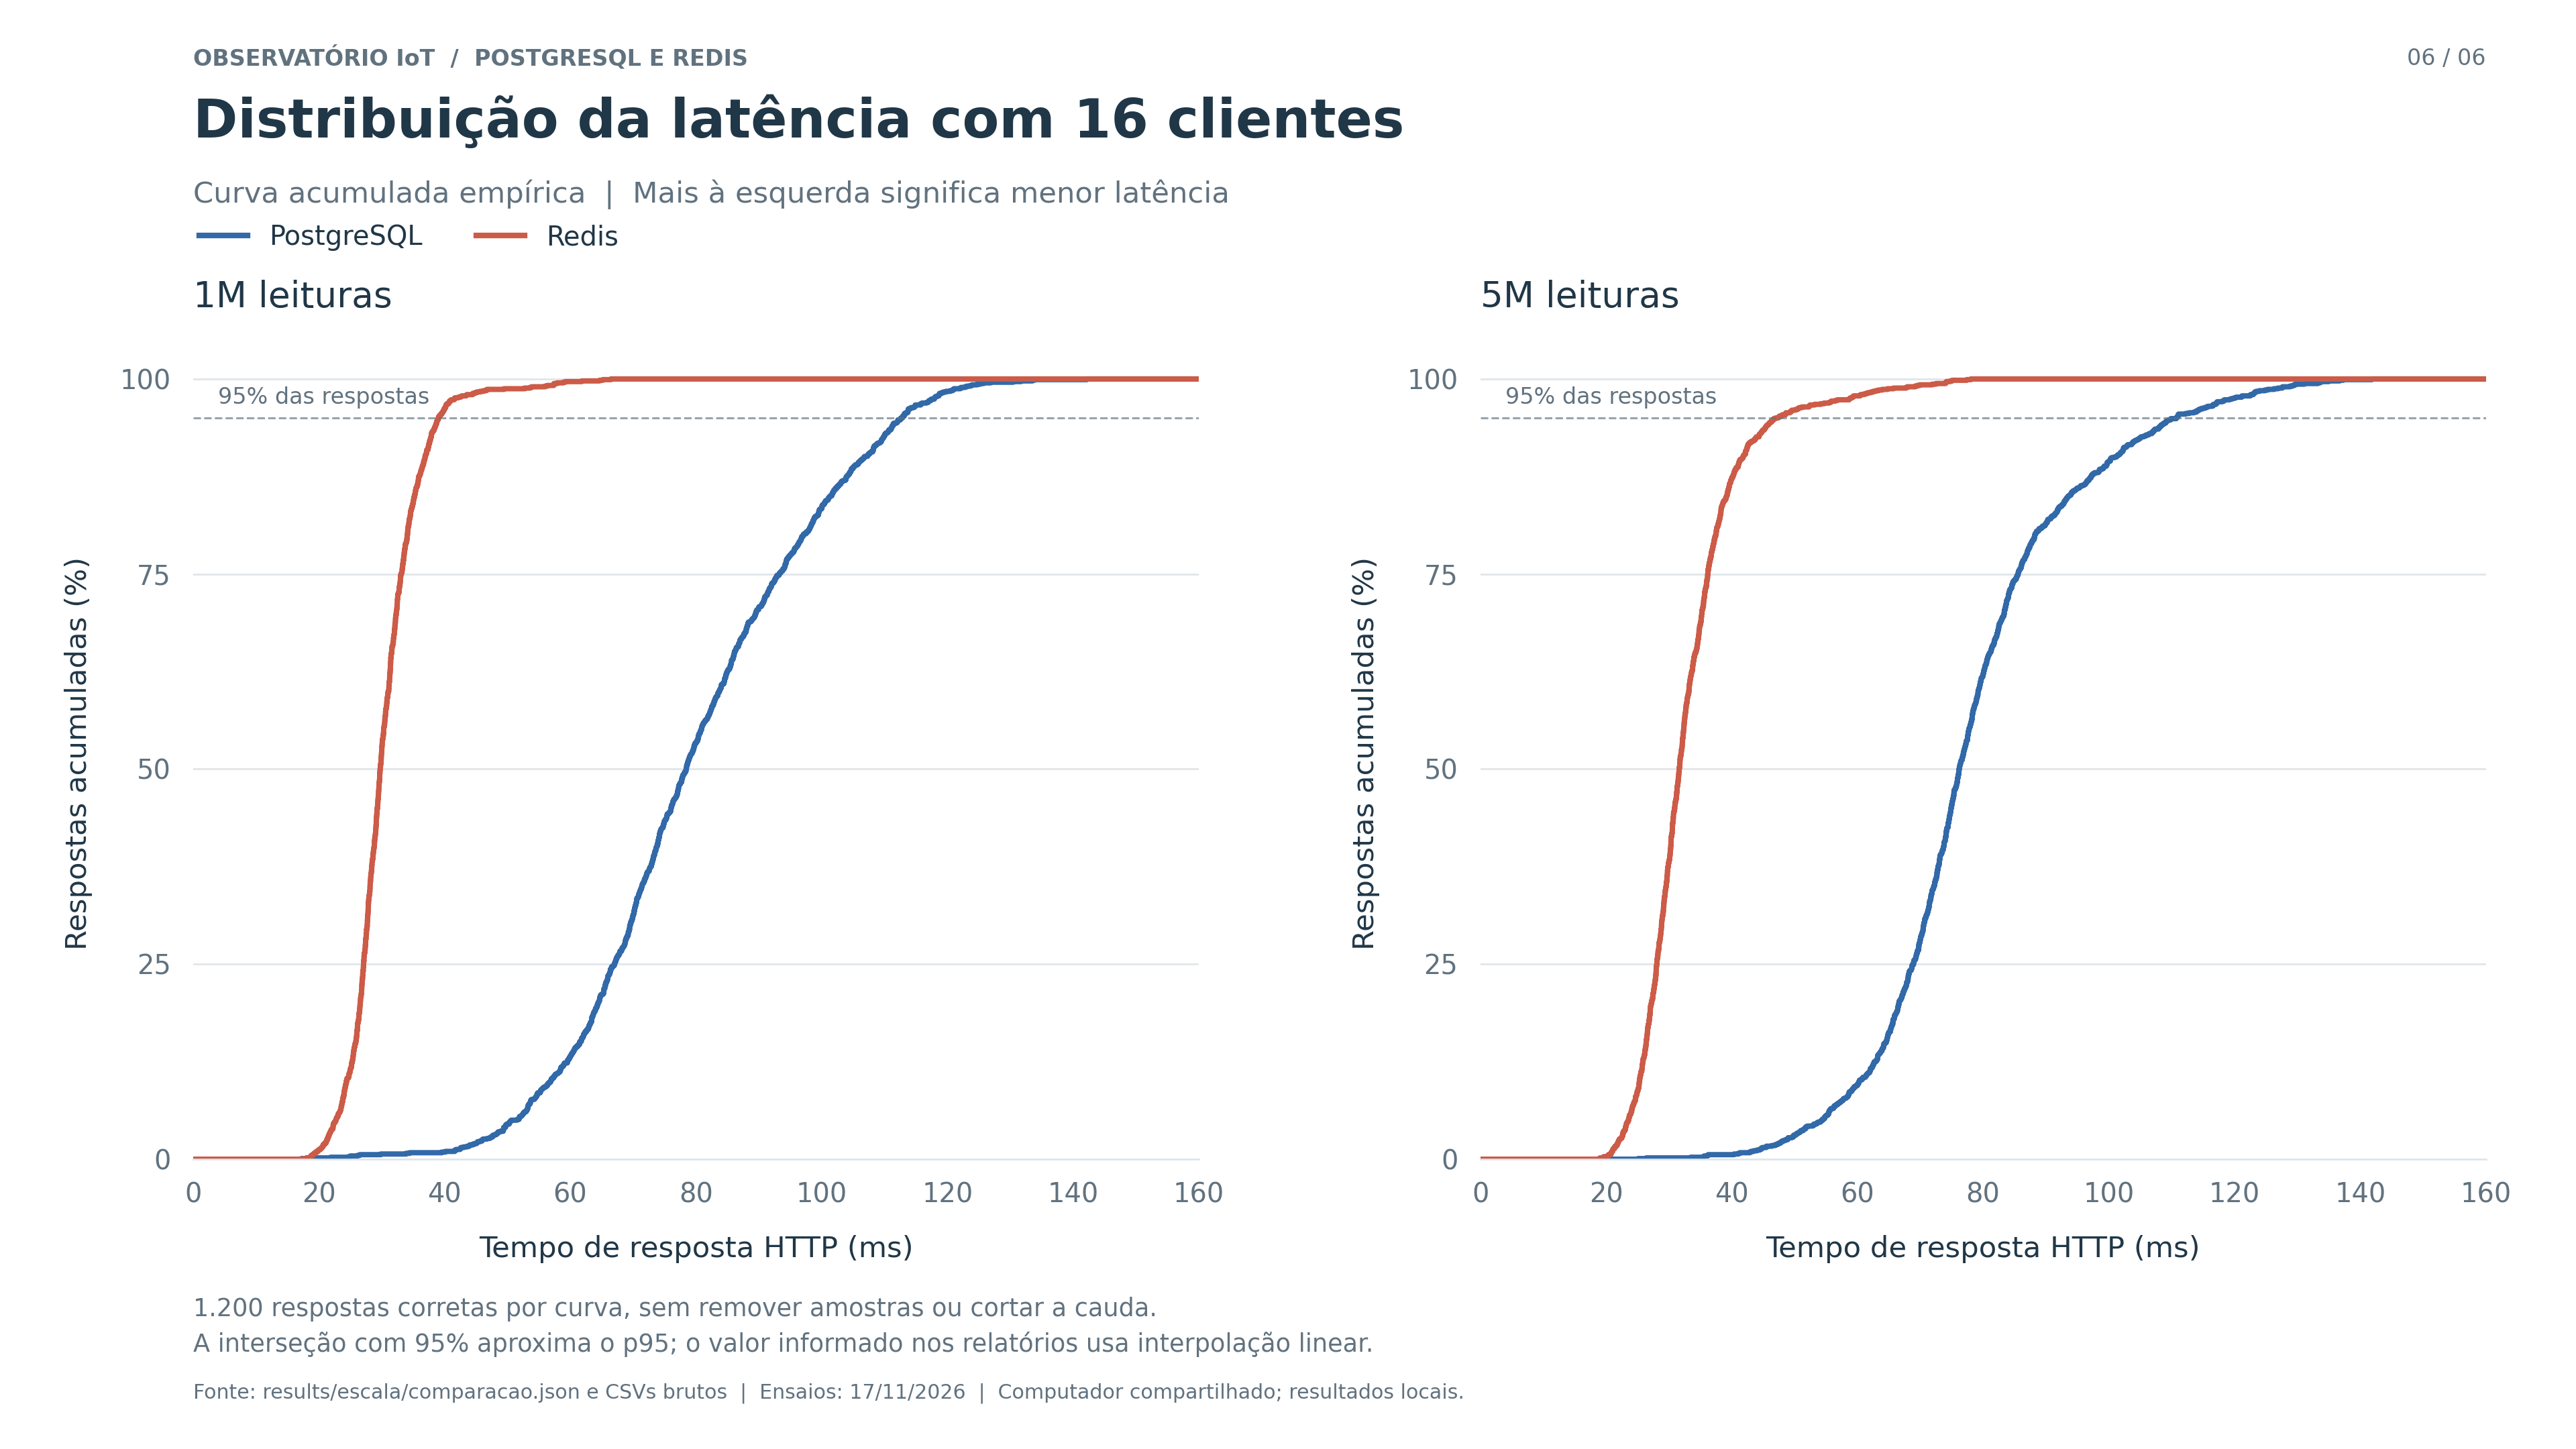 OBSERVATÓRIO IoT / POSTGRESQL E REDIS
06 / 06
Distribuição da latência com 16 clientes
Curva acumulada empírica | Mais à esquerda significa menor latência
PostgreSQL Redis
1M leituras
100
75
50
25
0
95% das respostas
Respostas acumuladas (%)
0 20 40 60 80 100 120 140 160
Tempo de resposta HTTP (ms)
5M leituras
100
75
50
25
0
95% das respostas
Respostas acumuladas (%)
0 20 40 60 80 100 120 140 160
Tempo de resposta HTTP (ms)
1.200 respostas corretas por curva, sem remover amostras ou cortar a cauda.
A interseção com 95% aproxima o p95; o valor informado nos relatórios usa interpolação linear.
Fonte: results/escala/comparacao.json e CSVs brutos | Ensaios: 17/11/2026 | Computador compartilhado; resultados locais.